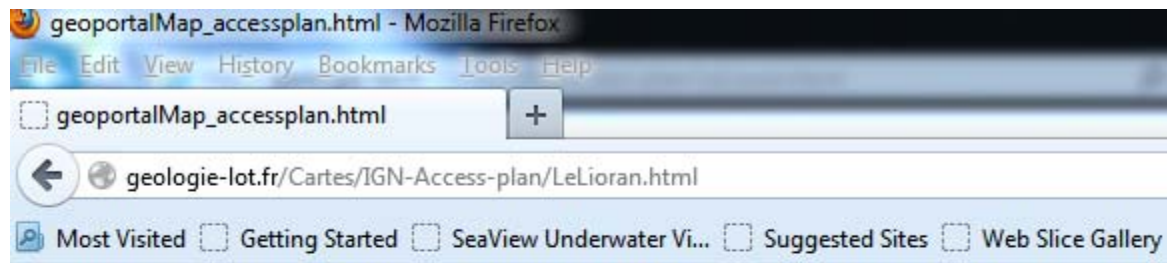 geoportalMap_accessplan.html - Mozilla Firefox
File Edit View History Bookmarks Tools Help
geoportalMap_accessplan.html +
geologie-lot.fr/Cartes/IGN-Access-plan/LeLioran.html
Most Visited Getting Started SeaView Underwater Vi... Suggested Sites Web Slice Gallery